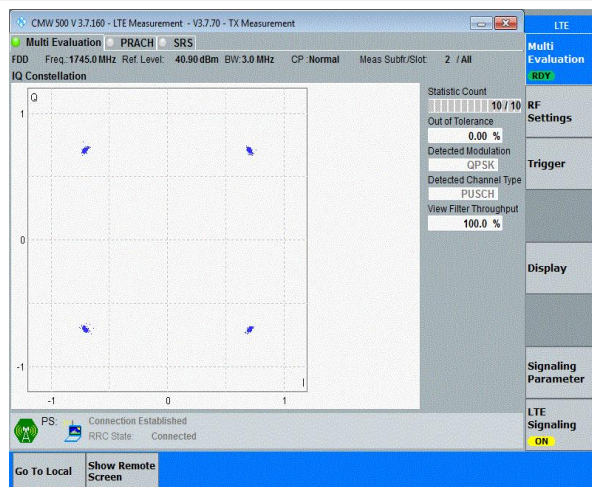 CMW 500 V 3.7.160 - LTE Measurement - V3.7.70 - TX Measurement
LTE
Multi Evaluation PRACH SRS
Multi
Evaluation
RDY
FDD Freq.:1745.0 MHz Ref. Level: 40.90 dBm BW:3.0 MHz CP :Normal Meas Subfr./Slot: 2 / All
IQ Constellation
Q
1
0
-1
-1 0 1
I
Statistic Count
10 / 10
Out of Tolerance
0.00 %
Detected Modulation
QPSK
Detected Channel Type
PUSCH
View Filter Throughput
100.0 %
RF
Settings
Trigger
Display
Signaling
Parameter
LTE
Signaling
ON
PS: Connection Established
RRC State: Connected
Go To Local
Show Remote
Screen